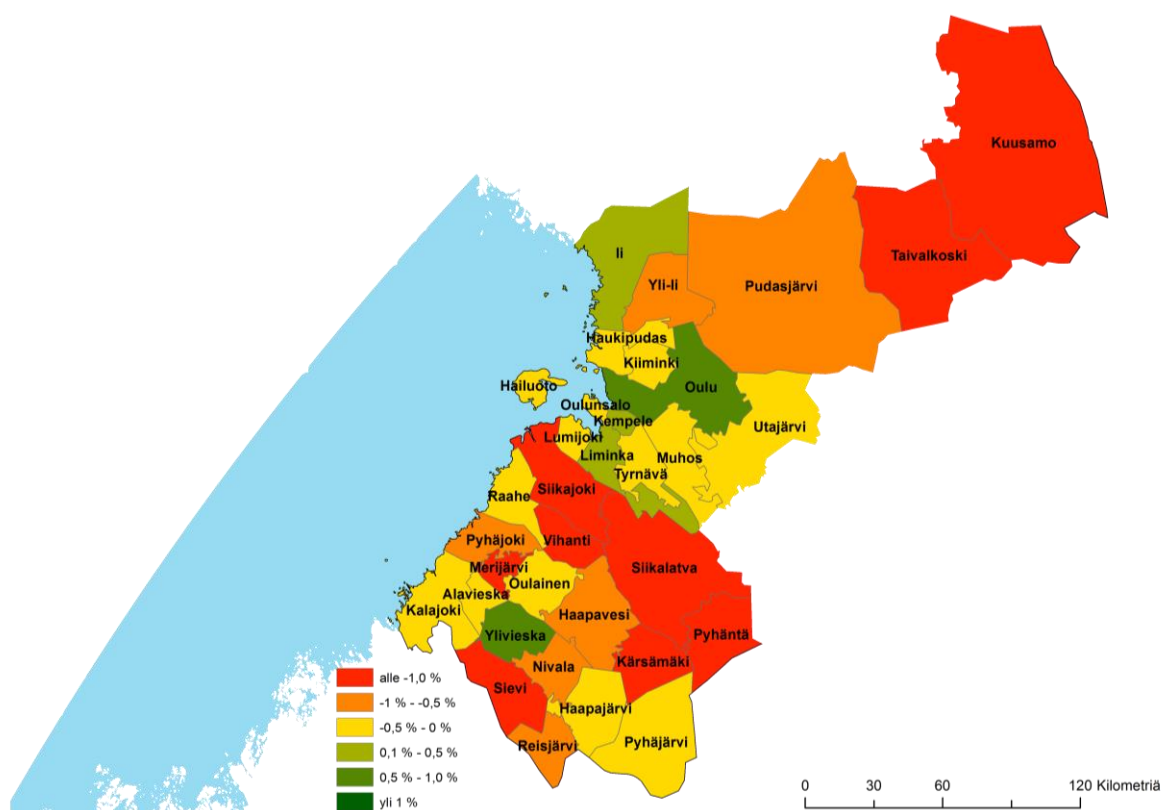 Kuusamo
Taivalkoski
Ii
Yli-Ii
Pudasjärvi
Haukipudas
Kiiminki
Hailuoto
Oulu
Oulunsalo
Kempele
Utajärvi
Lumijoki
Liminka
Muhos
Tyrnävä
Siikajoki
Raahe
Pyhäjoki
Vihanti
Merijärvi
Siikalatva
Oulainen
Alavieska
Kalajoki
Haapavesi
Ylivieska
Pyhäntä
Kärsämäki
Nivala
Sievi
Haapajärvi
Reisjärvi
Pyhäjärvi
alle -1,0 %
-1 % - -0,5 %
-0,5 % - 0 %
0,1 % - 0,5 %
0,5 % - 1,0 %
yli 1 %
0 30 60 120 Kilometriä